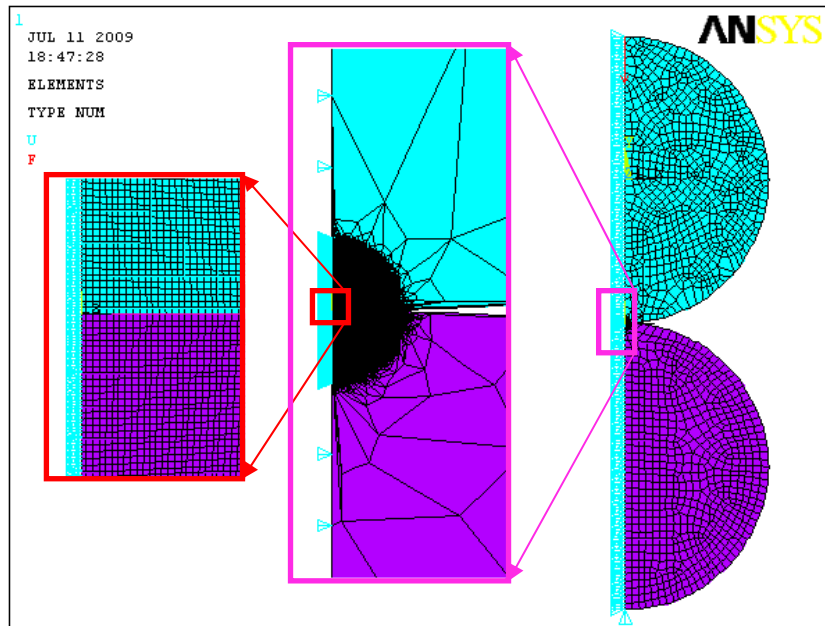 1
JUL 11 2009
18:47:28
ELEMENTS
TYPE NUM
U
F
ANSYS